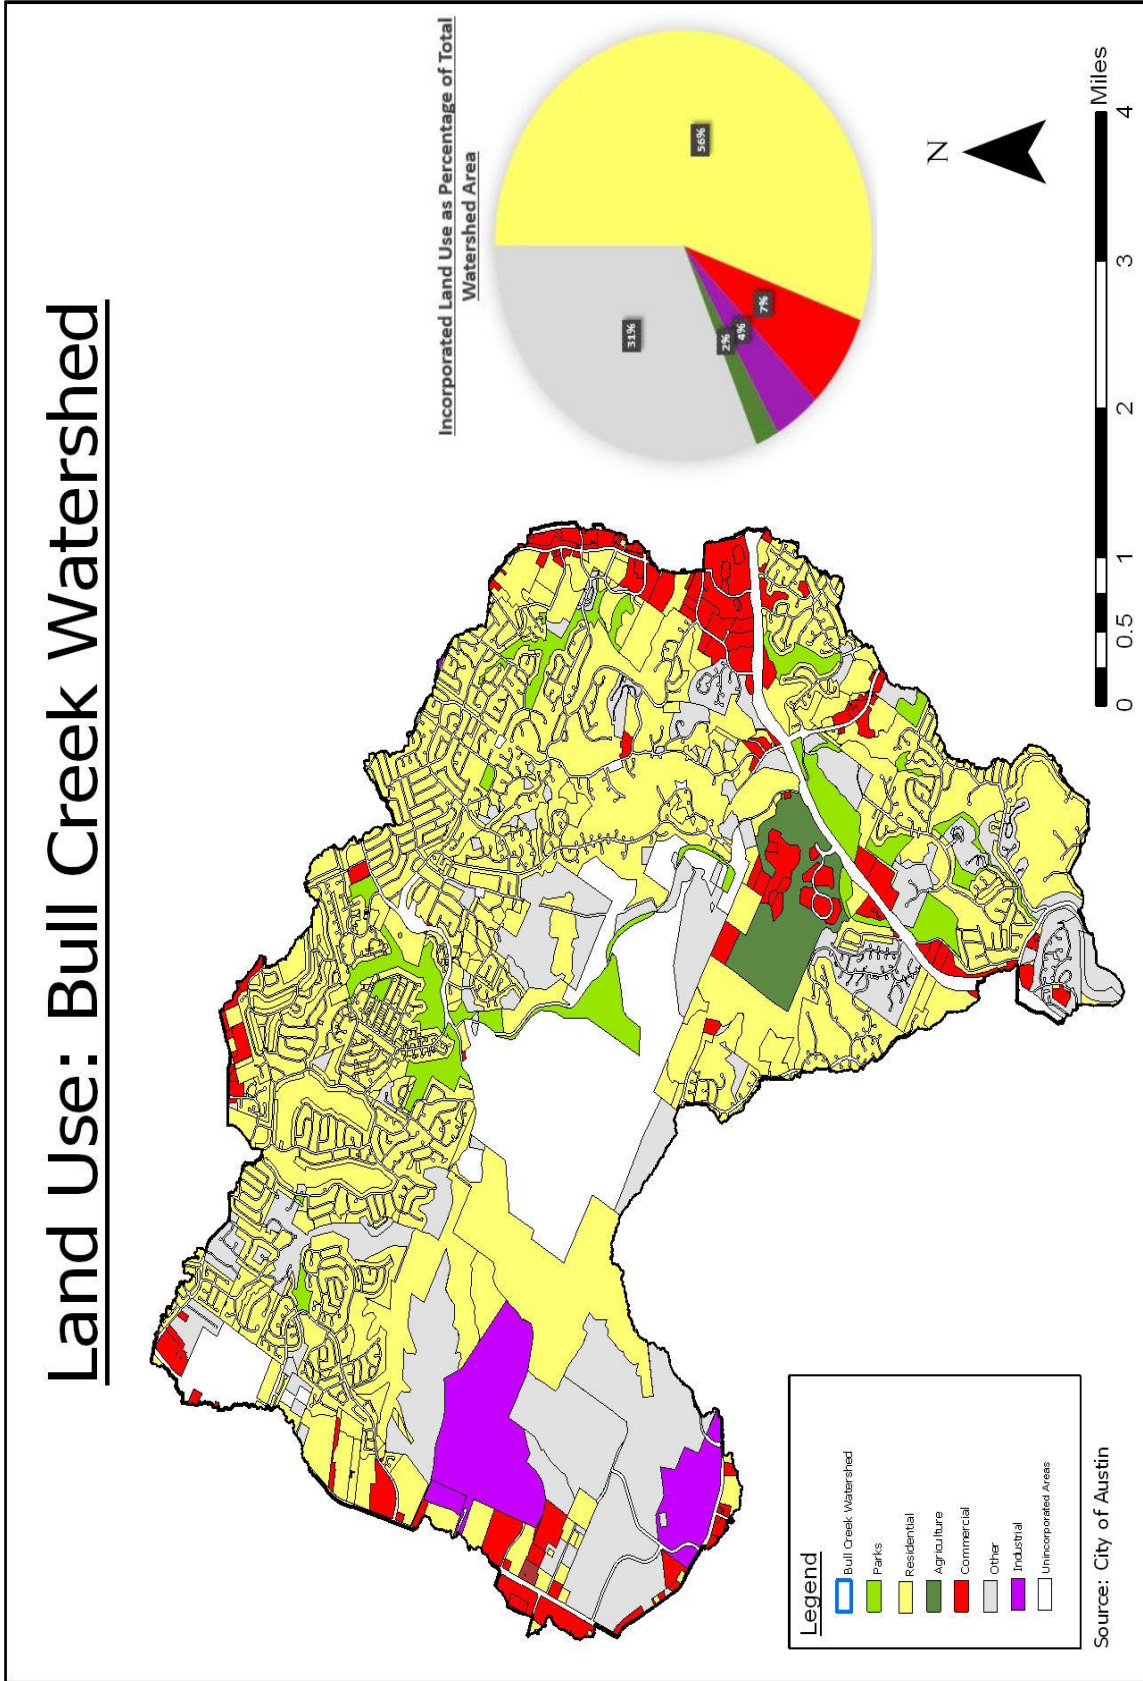 Land Use: Bull Creek Watershed
Incorporated Land Use as Percentage of Total
Watershed Area
31%
56%
2%
4%
7%
N
Legend
Bull Creek Watershed
Parks
Residential
Agriculture
Commercial
Other
Industrial
Unincorporated Areas
Source: City of Austin
0 0.5 1 2 3 4
Miles